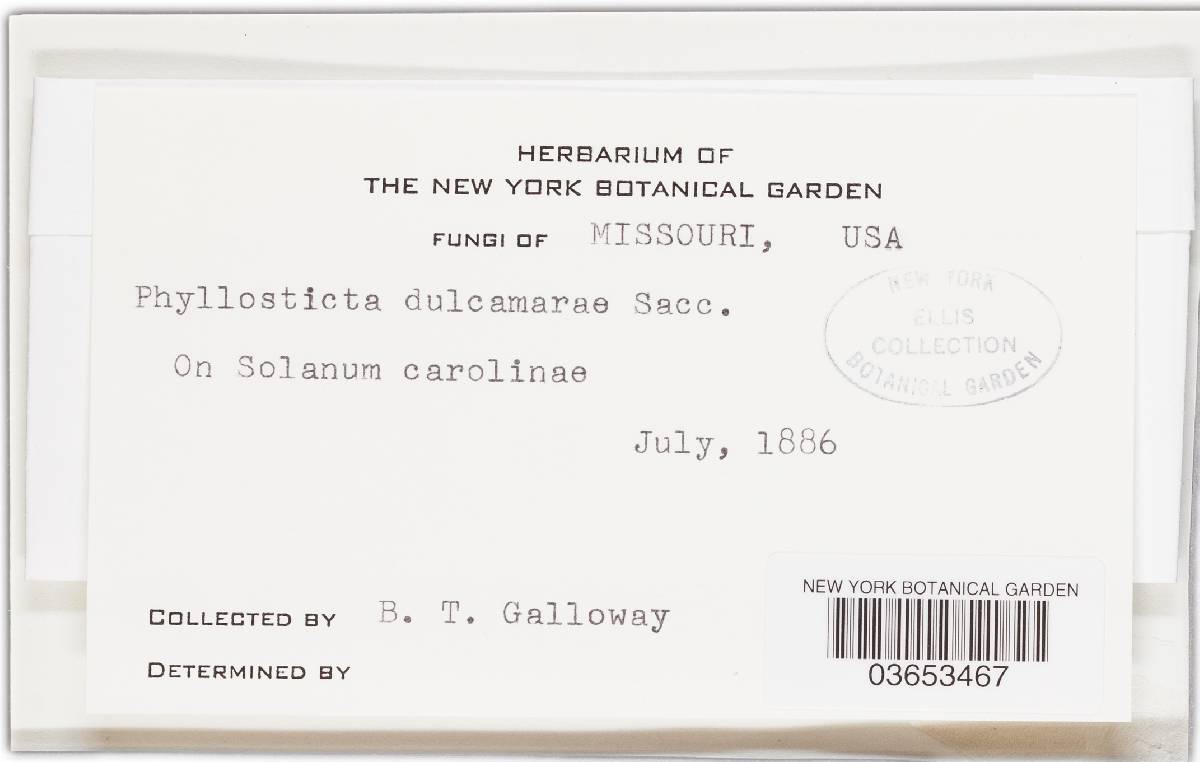 HERBARIUM OF
THE NEW YORK BOTANICAL GARDEN
FUNGI OF MISSOURI, USA
Phyllosticta dulcamarae Sacc.
On Solanum carolinae
July, 1886
NEW YORK
ELLIS
COLLECTION
BOTANICAL GARDEN
COLLECTED BY B. T. Galloway
DETERMINED BY
NEW YORK BOTANICAL GARDEN
03653467